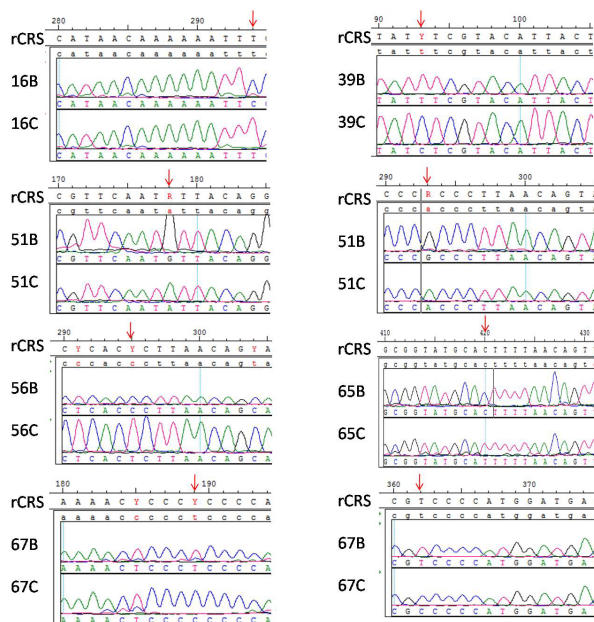 280 290
rCRS C A T A A C A A A A A A T T T
c a t a a c a a a a a a t t t
16B
C A T A A C A A A A A A T T C
16C
C A T A A C A A A A A A T T T
90 100
rCRS T A T Y T C G T A C A T T A C T
t a t t t c g t a c a t t a c t
39B
T A T T T C G T A C A T T A C T
39C
T A T C T C G T A C A T T A C T
170 180
rCRS C G T T C A A T R T T A C A G G
c g t t c a a t a t t a c a g g
51B
C G T T C A A T G T T A C A G G
51C
C G T T C A A T A T T A C A G G
290 300
rCRS C C C R C C C T T A A C A G T A
c c c a c c c t t a a c a g t a
51B
C C C G C C C T T A A C A G T A
51C
C C C A C C C T T A A C A G T A
290 300
rCRS C Y C A C Y C T T A A C A G Y A
c c c a c c c t t a a c a g t a
56B
C T C A C C C T T A A C A G C A
56C
C T C A C T C T T A A C A G C A
410 420 430
rCRS G C G G T A T G C A C T T T T A A C A G T
g c g g t a t g c a c t t t t a a c a g t
65B
G C G G T A T G C A C T T T T A A C A G T
65C
G C G G T A T G C A T T T T T A A C A G T
180 190
rCRS A A A A C Y C C C Y C C C C A
a a a a c c c c c t c c c c a
67B
A A A A C T C C C T C C C C A
67C
A A A A C T C C C C C C C C A
360 370
rCRS C G T C C C C A T G G A T G A
c g t c c c c a t g g a t g a
67B
C G T C C C C A T G G A T G A
67C
C G C C C C C A T G G A T G A